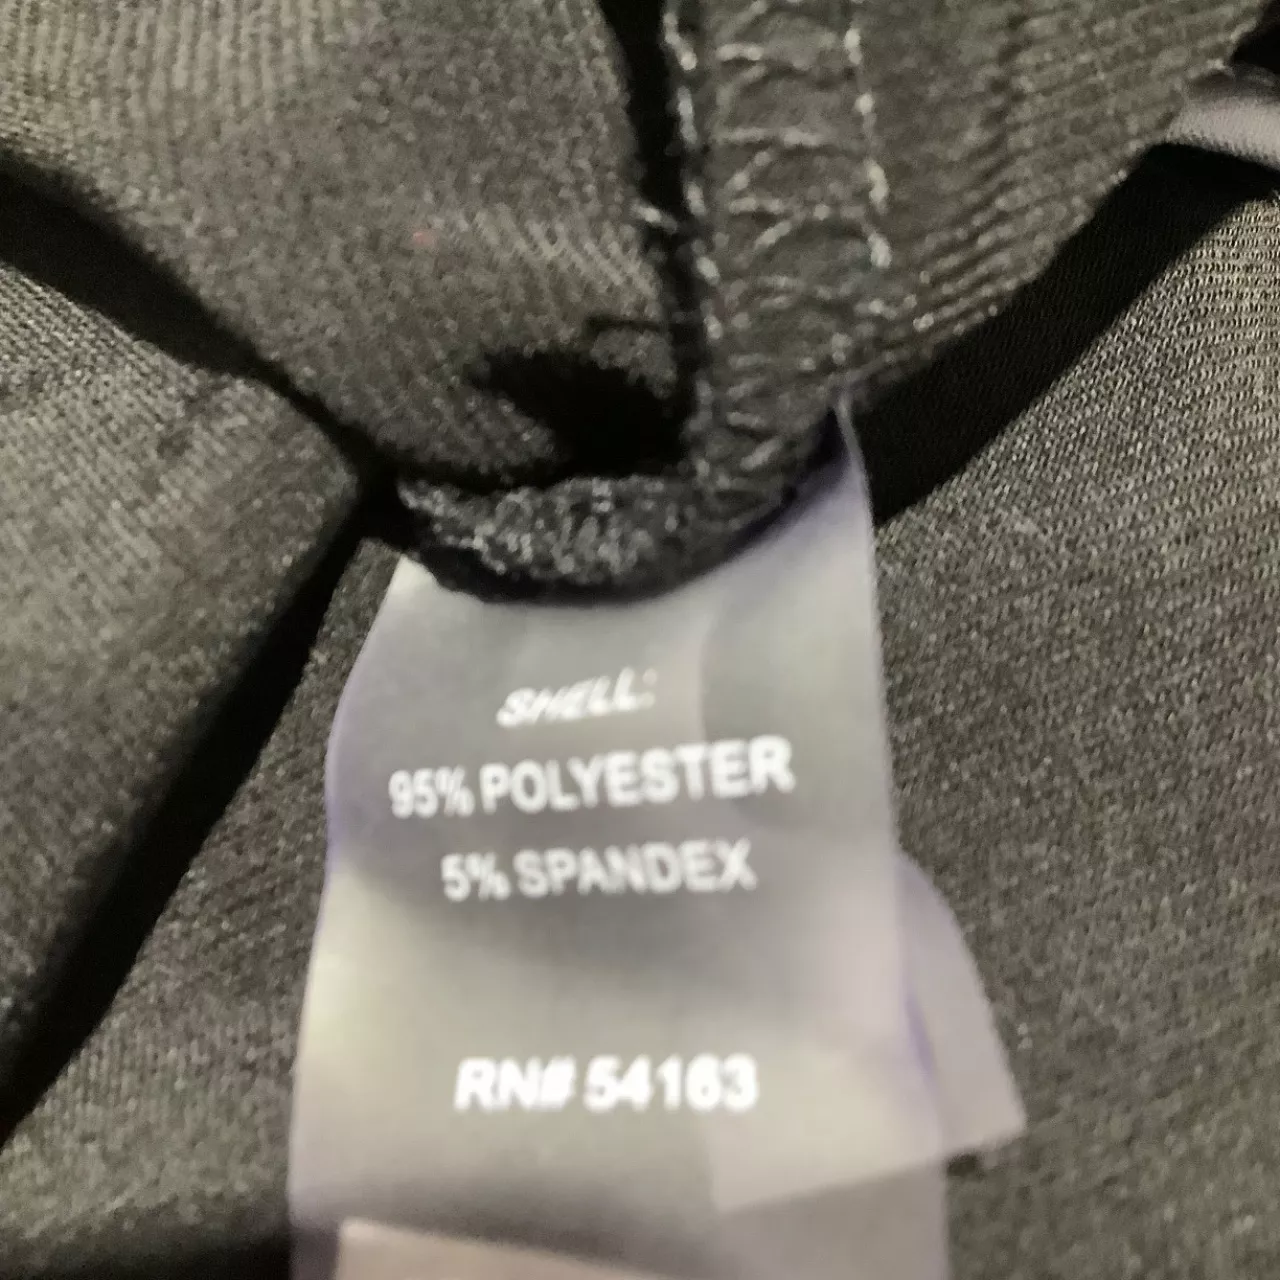 SHELL:
95% POLYESTER
5% SPANDEX
RN# 54163